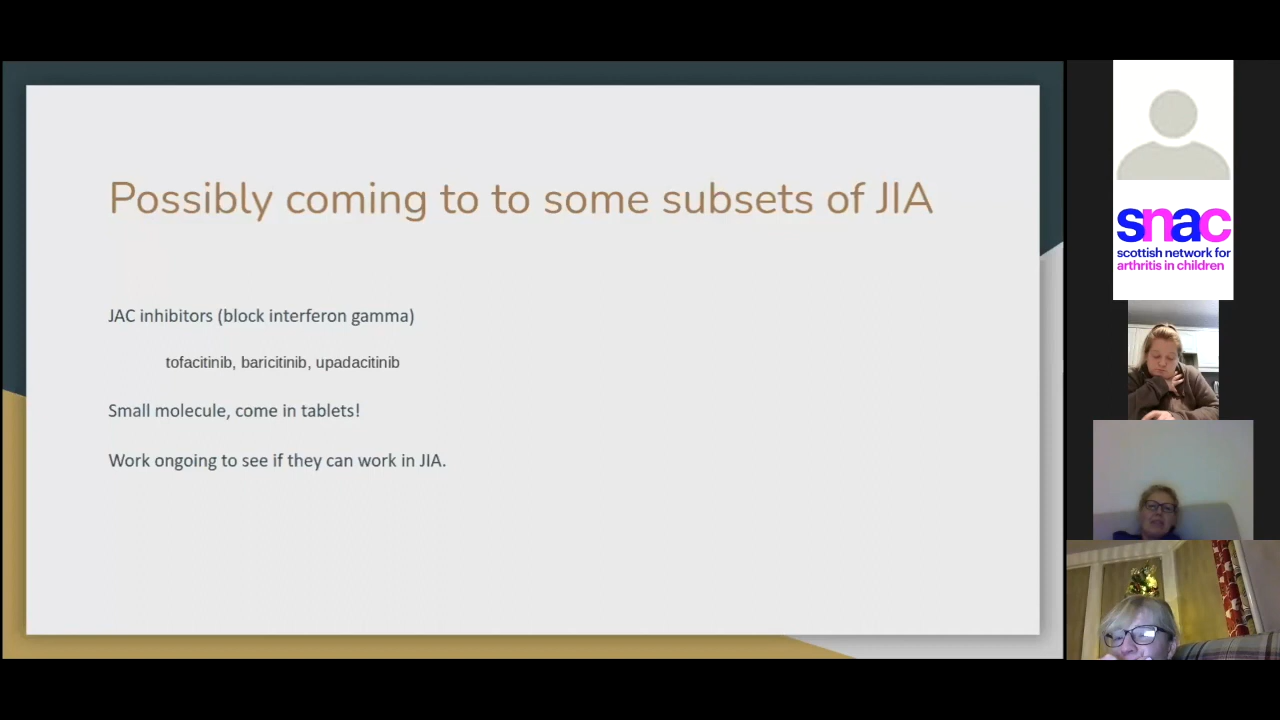 Possibly coming to to some subsets of JIA
JAC inhibitors (block interferon gamma)
tofacitinib, baricitinib, upadacitinib
Small molecule, come in tablets!
Work ongoing to see if they can work in JIA.
snac
scottish network for
arthritis in children